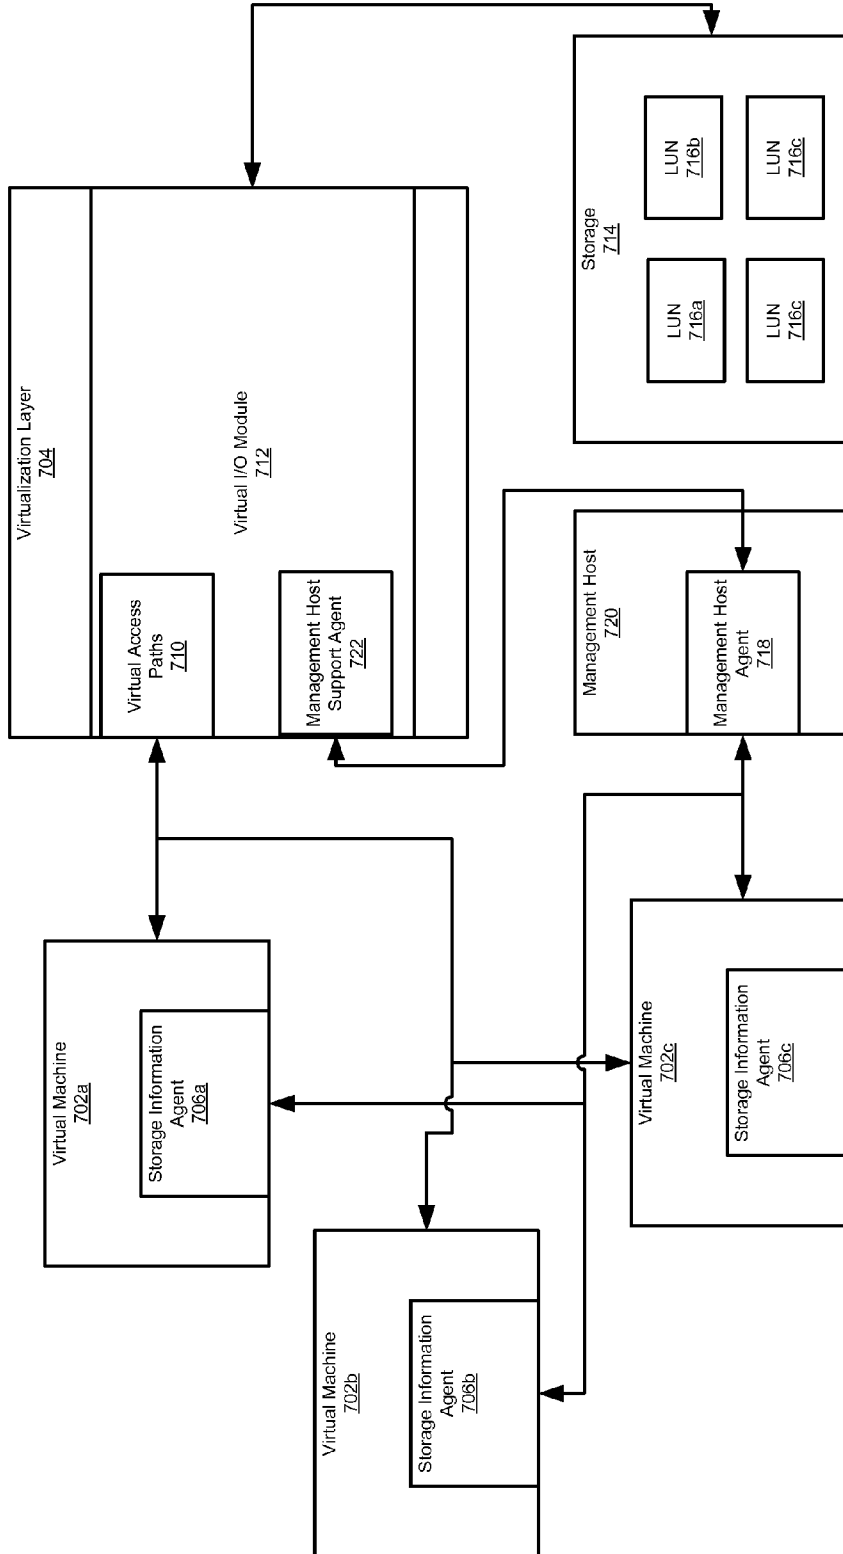 Virtual Machine
702a
Storage Information
Agent
706a
Virtual Machine
702b
Storage Information
Agent
706b
Virtual Machine
702c
Storage Information
Agent
706c
Virtualization Layer
704
Virtual Access
Paths
710
Virtual I/O Module
712
Management Host
Support Agent
722
Management Host
720
Management Host
Agent
718
Storage
714
LUN
716a
LUN
716b
LUN
716c
LUN
716c